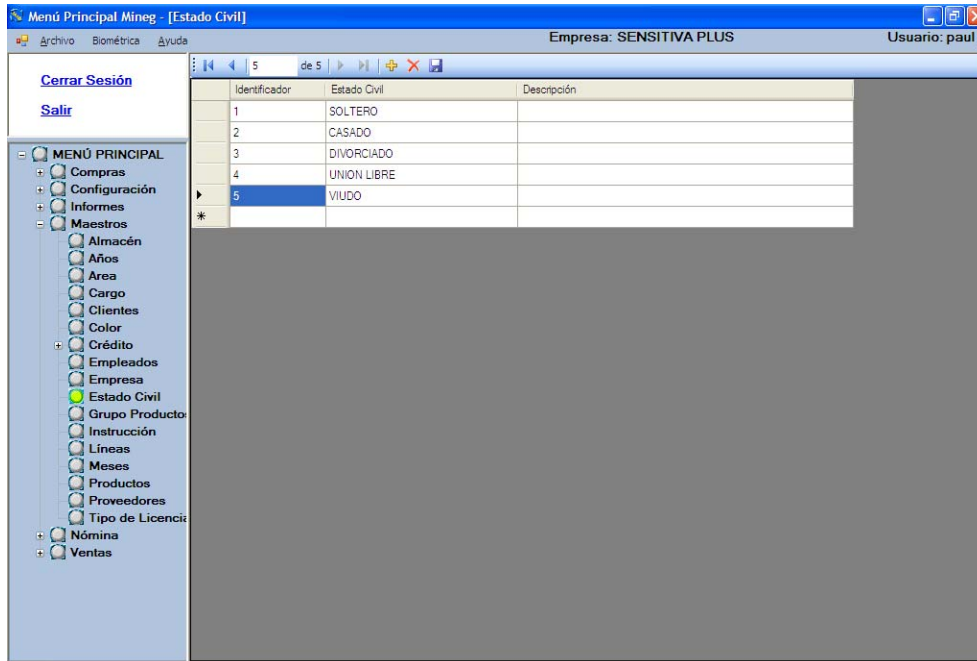 Menú Principal Mineg - [Estado Civil]
Archivo Biométrica Ayuda
Empresa: SENSITIVA PLUS
Usuario: paul
Cerrar Sesión
Salir
5 de 5
Identificador Estado Civil Descripción
1 SOLTERO
2 CASADO
3 DIVORCIADO
4 UNION LIBRE
5 VIUDO
MENÚ PRINCIPAL
Compras
Configuración
Informes
Maestros
Almacén
Años
Area
Cargo
Clientes
Color
Crédito
Empleados
Empresa
Estado Civil
Grupo Producto
Instrucción
Líneas
Meses
Productos
Proveedores
Tipo de Licencia
Nómina
Ventas